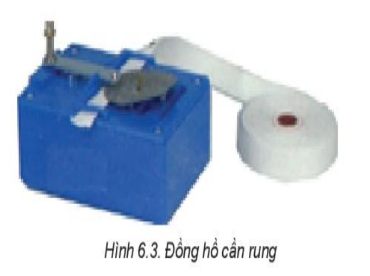 Hình 6.3. Đồng hồ cần rung